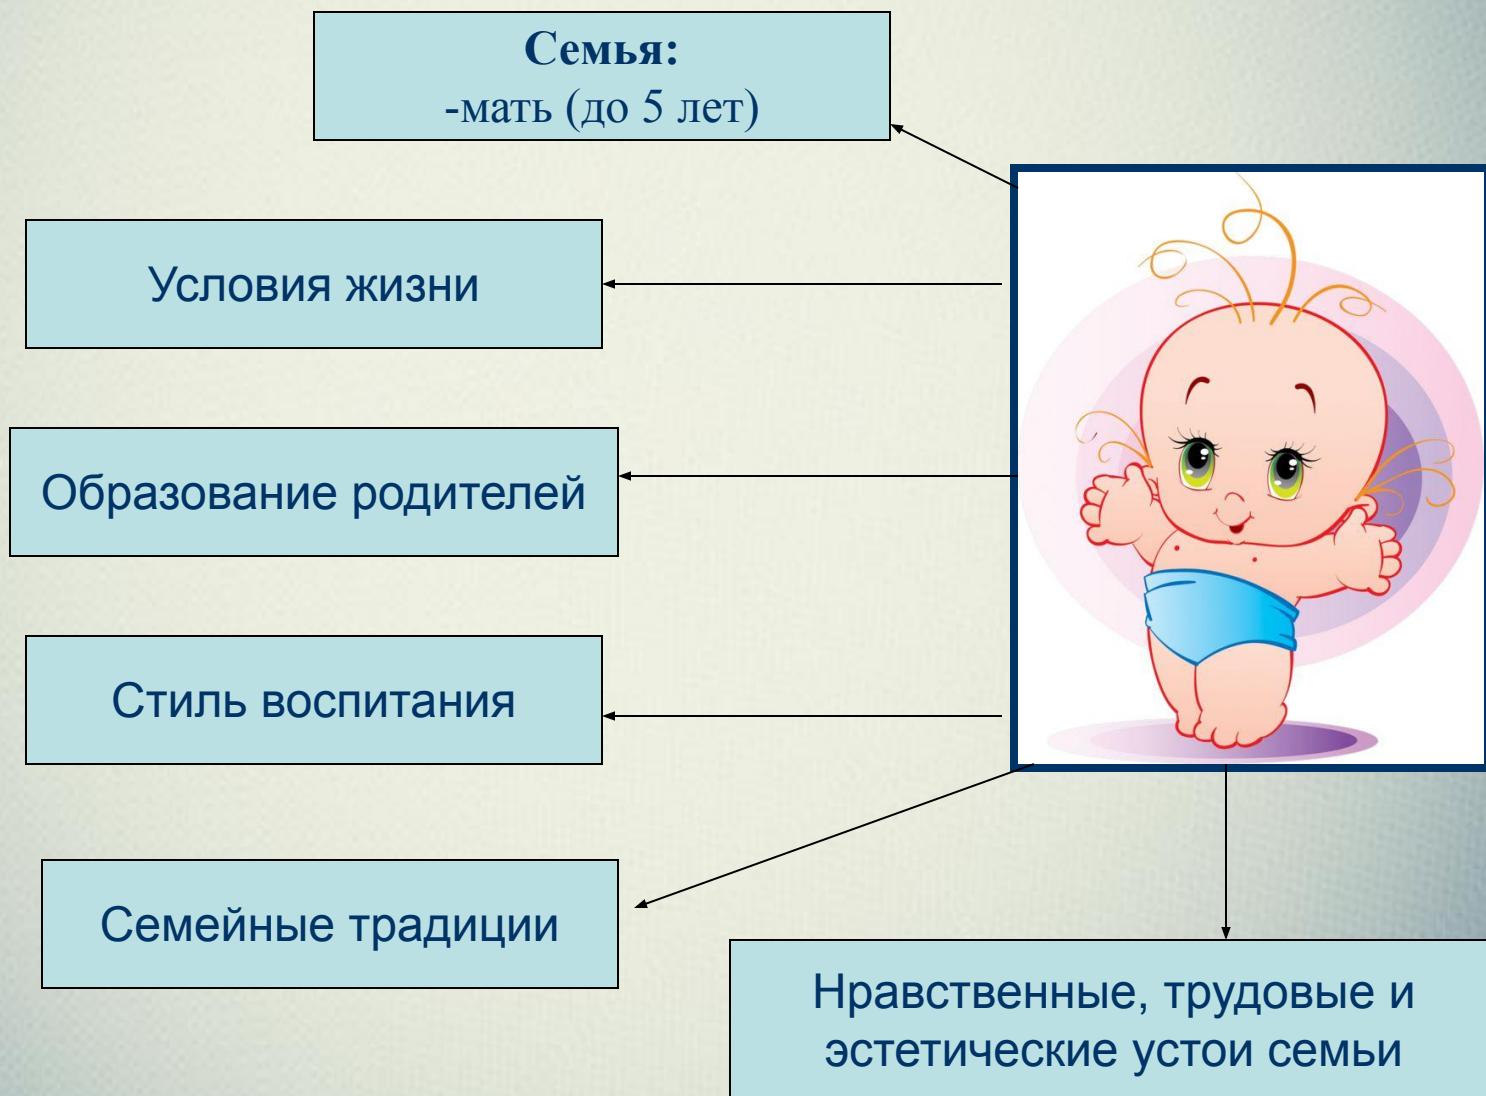 Семья:
-мать (до 5 лет)
Условия жизни
Образование родителей
Стиль воспитания
Семейные традиции
Нравственные, трудовые и
эстетические устои семьи